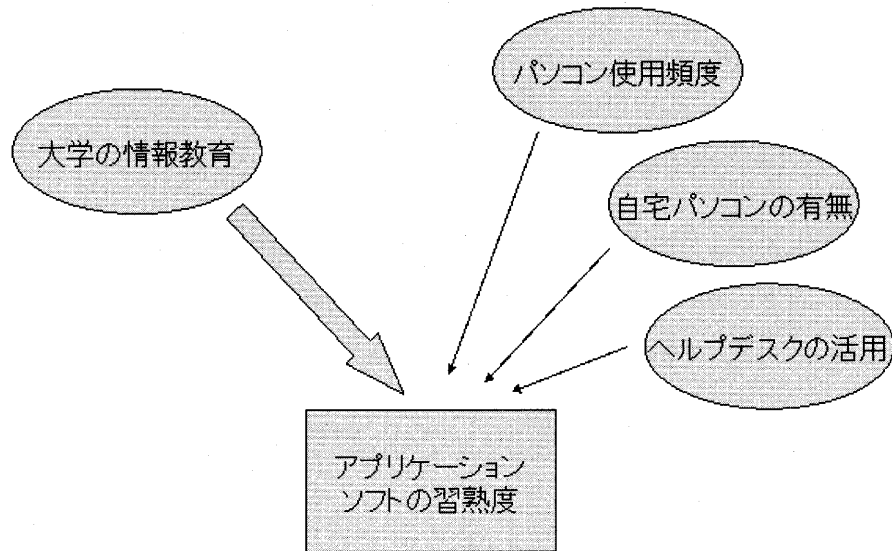 パソコン使用頻度
大学の情報教育
自宅パソコンの有無
ヘルプデスクの活用
アプリケーション
ソフトの習熟度